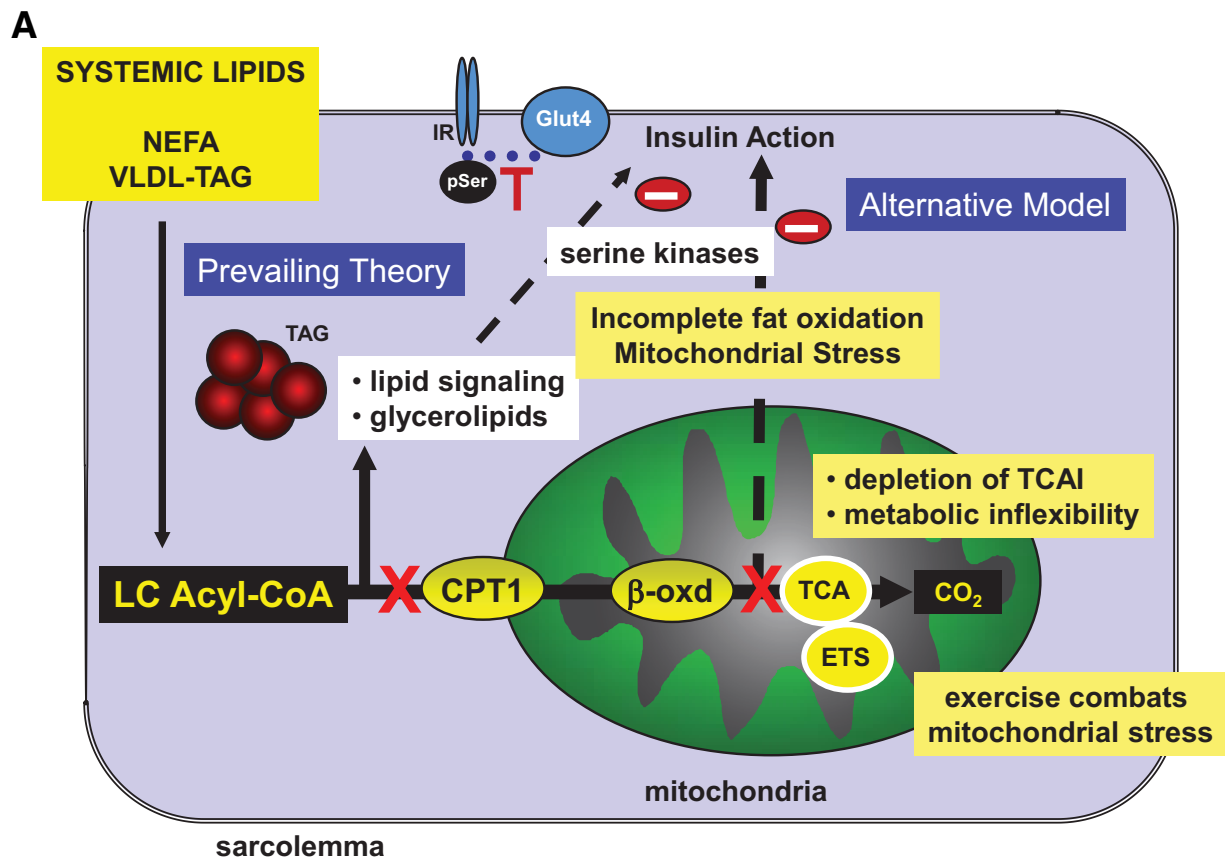 A
SYSTEMIC LIPIDS
NEFA
VLDL-TAG
IR
Glut4
pSer
Insulin Action
Alternative Model
Prevailing Theory
serine kinases
Incomplete fat oxidation
Mitochondrial Stress
TAG
• lipid signaling
• glycerolipids
• depletion of TCAI
• metabolic inflexibility
LC Acyl-CoA
X
CPT1
β-oxd
X
TCA
CO₂
ETS
exercise combats
mitochondrial stress
mitochondria
sarcolemma